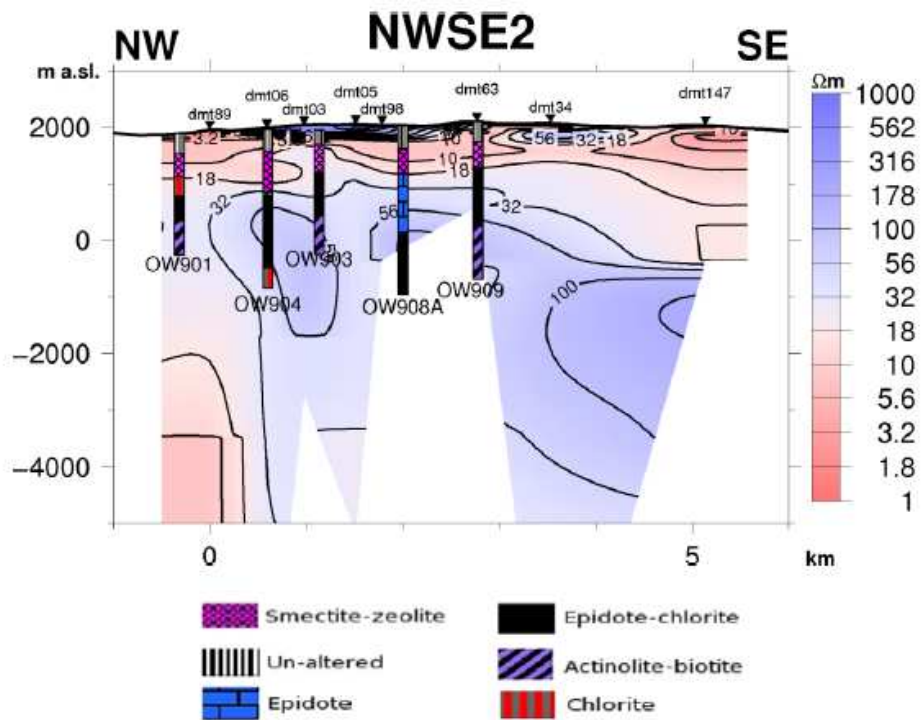 NW NWSE2 SE
m a.sl.
dmt89 dmt06 dmt03 dmt05 dmt98 dmt63 dmt34 dmt147
Ωm
2000
0
−2000
−4000
3.2 10 56 32 18 10
10
18 18
32 56 32
100
OW901 OW904 OW903 OW908A OW909
1000
562
316
178
100
56
32
18
10
5.6
3.2
1.8
1
0 5 km
Smectite-zeolite Epidote-chlorite
Un-altered Actinolite-biotite
Epidote Chlorite